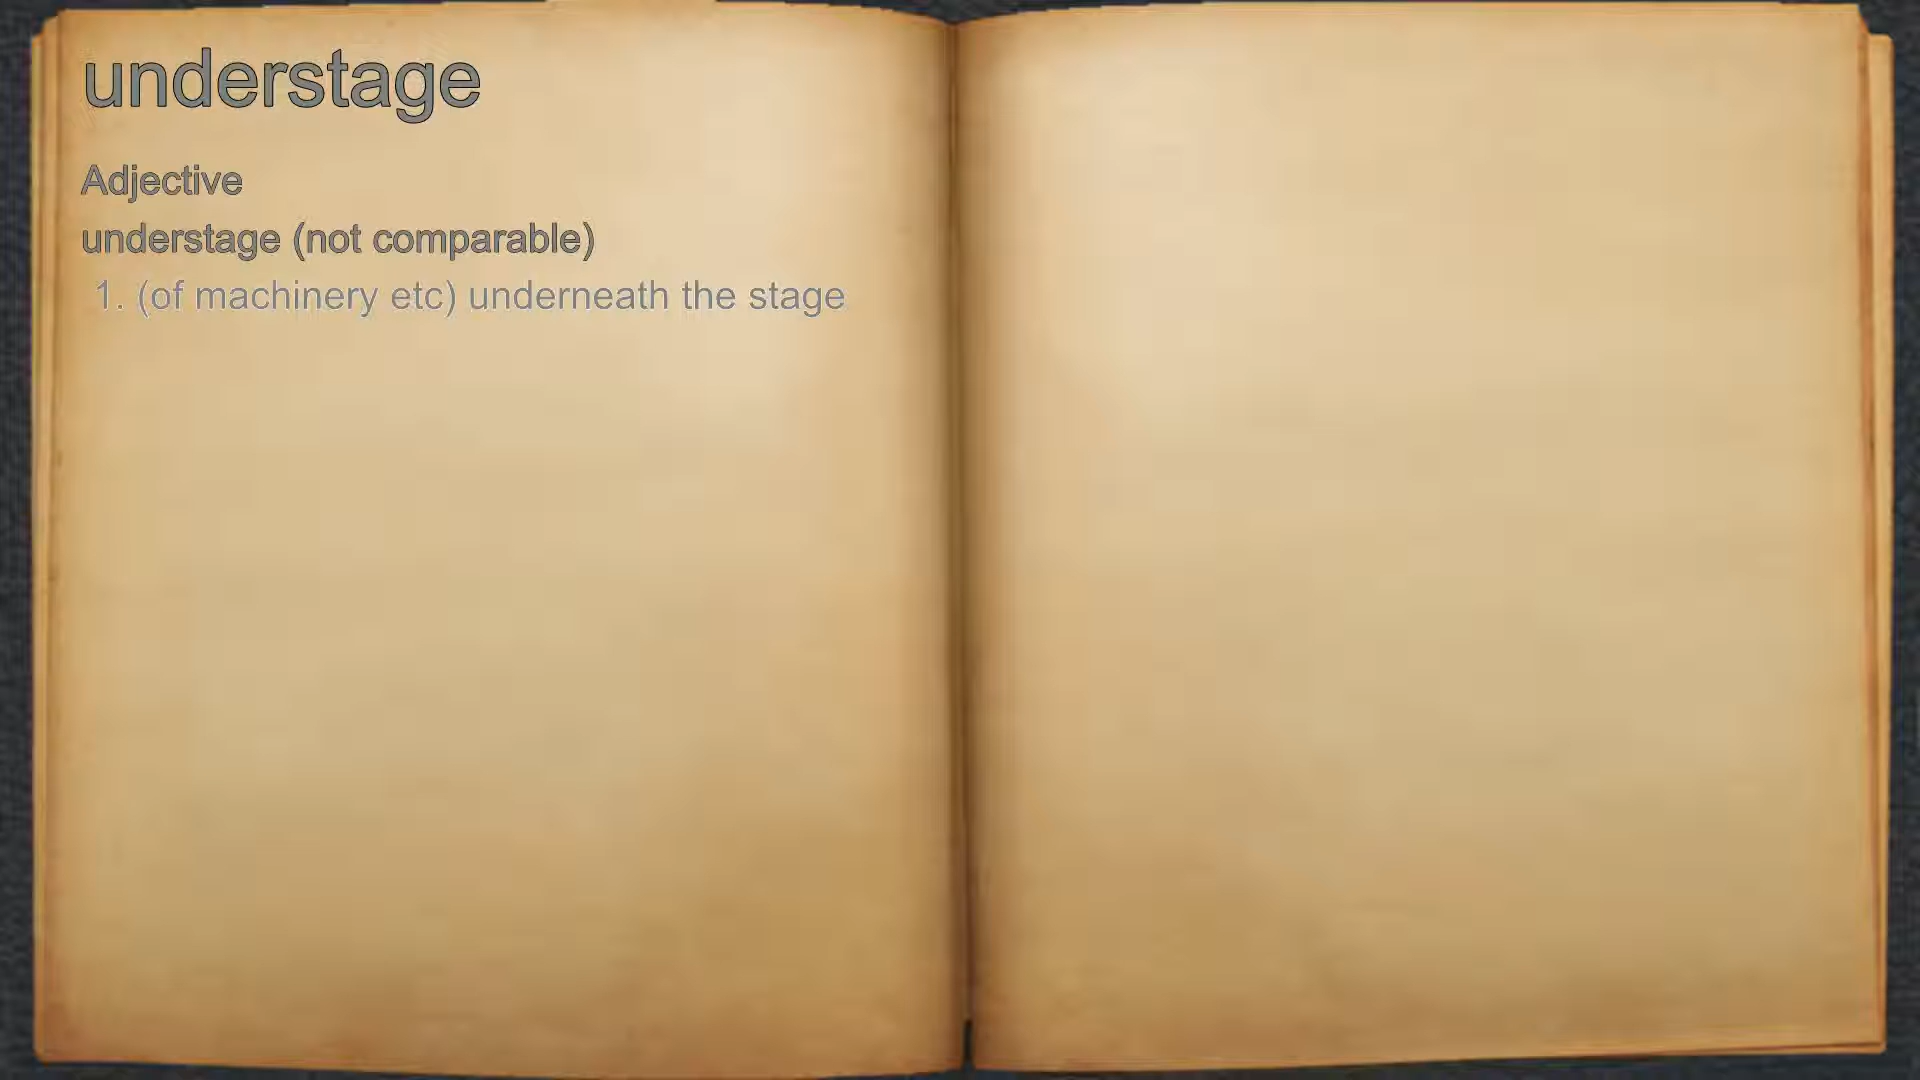 understage
Adjective
understage (not comparable)
1. (of machinery etc) underneath the stage